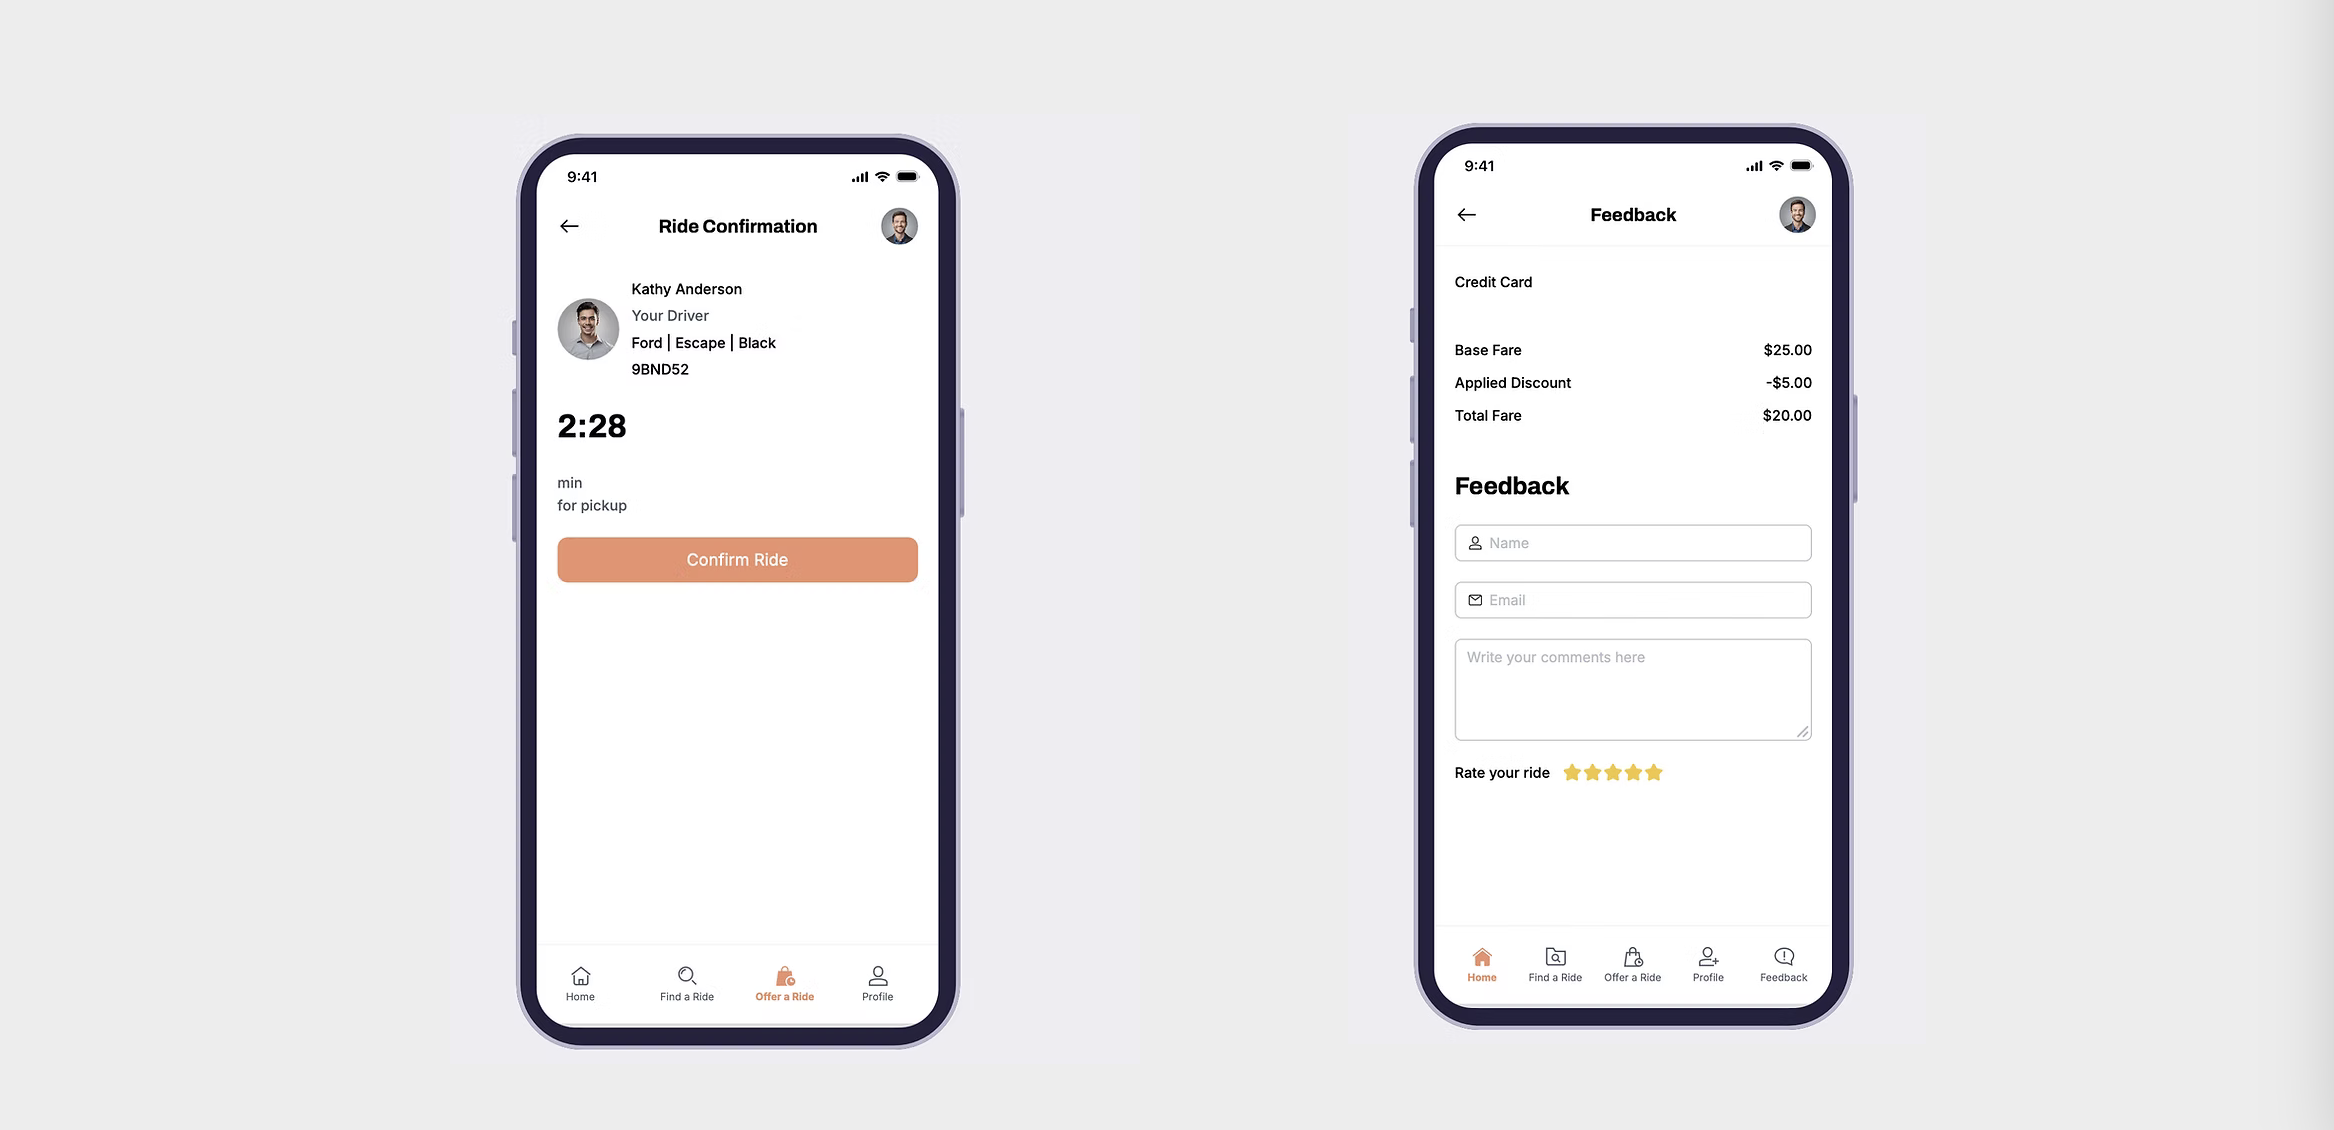 9:41
Ride Confirmation
Kathy Anderson
Your Driver
Ford | Escape | Black
9BND52
2:28
min
for pickup
Confirm Ride
Home
Find a Ride
Offer a Ride
Profile
9:41
Feedback
Credit Card
Base Fare $25.00
Applied Discount -$5.00
Total Fare $20.00
Feedback
Name
Email
Write your comments here
Rate your ride
Home
Find a Ride
Offer a Ride
Profile
Feedback